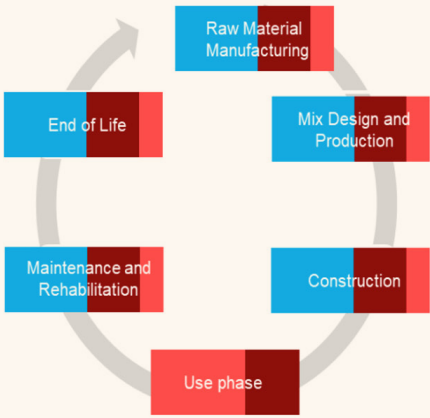 Raw Material
Manufacturing
Mix Design and
Production
Construction
Use phase
Maintenance and
Rehabilitation
End of Life